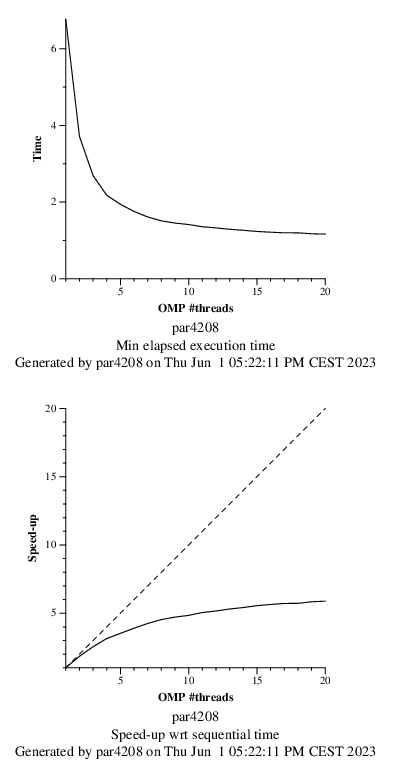 6
4
2
0
Time
5
10
15
20
OMP #threads
par4208
Min elapsed execution time
Generated by par4208 on Thu Jun  1 05:22:11 PM CEST 2023
20
15
10
5
Speed-up
5
10
15
20
OMP #threads
par4208
Speed-up wrt sequential time
Generated by par4208 on Thu Jun  1 05:22:11 PM CEST 2023